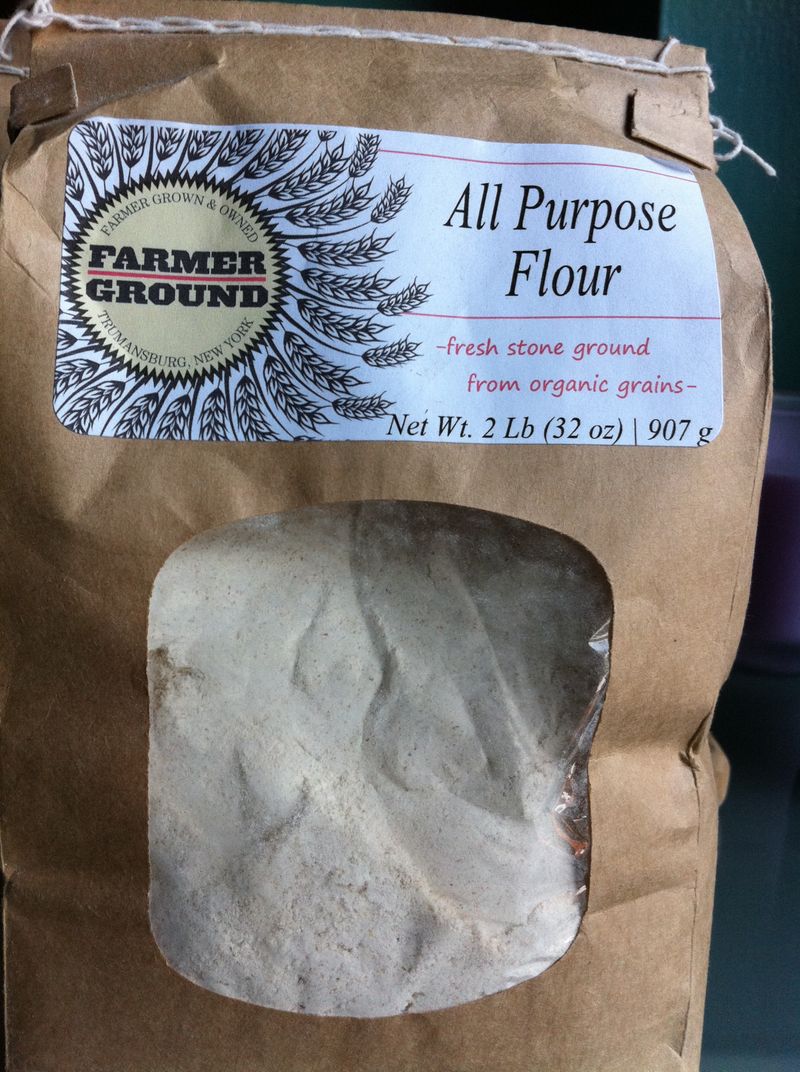 FARMER GROWN & OWNED
FARMER
GROUND
TRUMANSBURG, NEW YORK
All Purpose
Flour
-fresh stone ground
from organic grains-
Net Wt. 2 Lb (32 oz) | 907 g